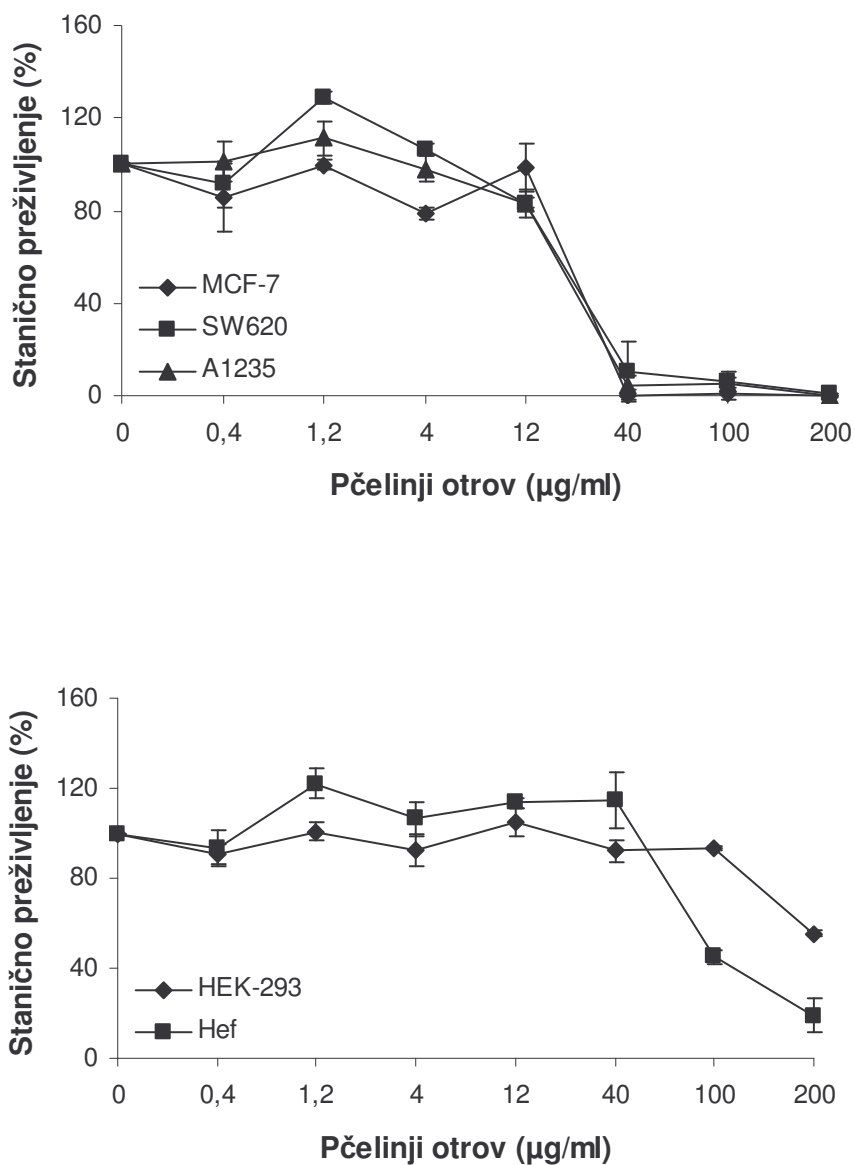 160
120
80
40
0
Stanično preživljenje (%)
MCF-7
SW620
A1235
0 0,4 1,2 4 12 40 100 200
Pčelinji otrov (µg/ml)
160
120
80
40
0
Stanično preživljenje (%)
HEK-293
Hef
0 0,4 1,2 4 12 40 100 200
Pčelinji otrov (µg/ml)